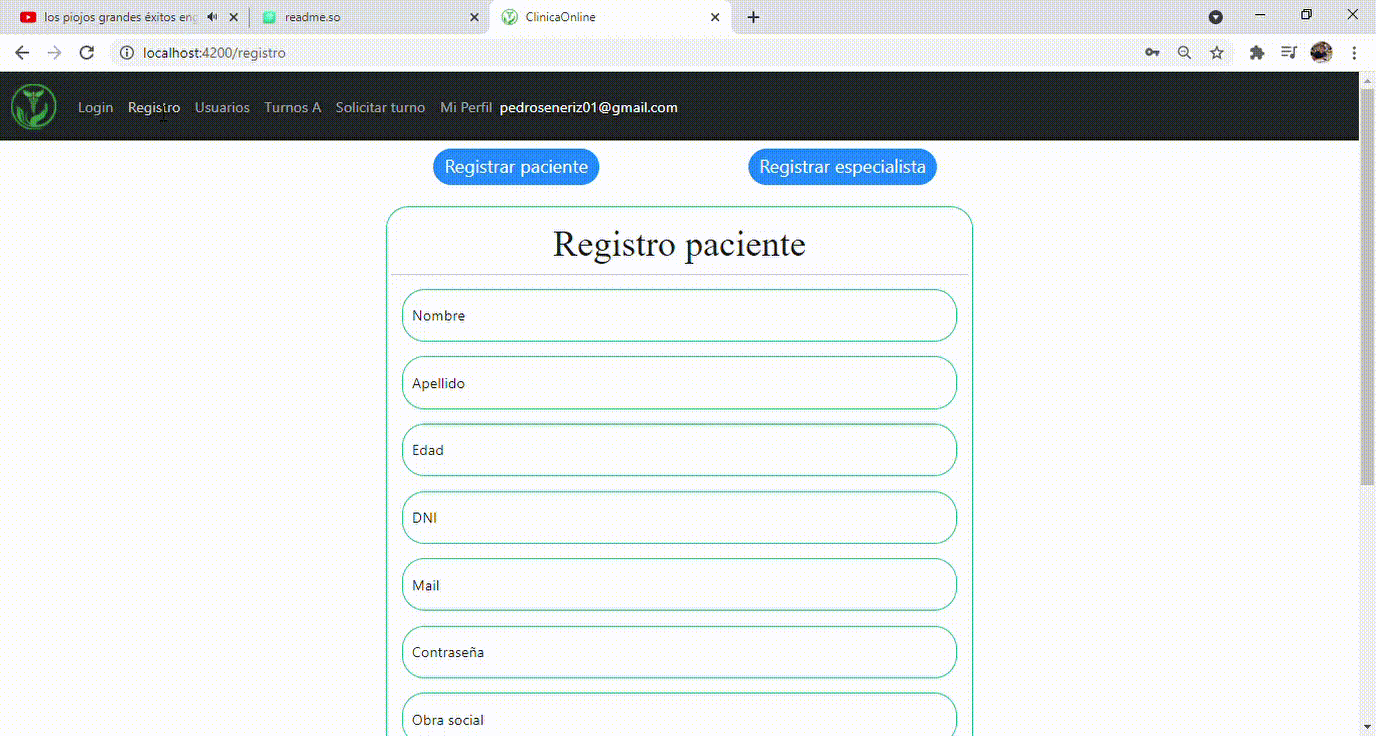 los piojos grandes éxitos eng
readme.so
ClinicaOnline
localhost:4200/registro
Login Registro Usuarios Turnos A Solicitar turno Mi Perfil pedroseneriz01@gmail.com
Registrar paciente Registrar especialista
Registro paciente
Nombre
Apellido
Edad
DNI
Mail
Contraseña
Obra social